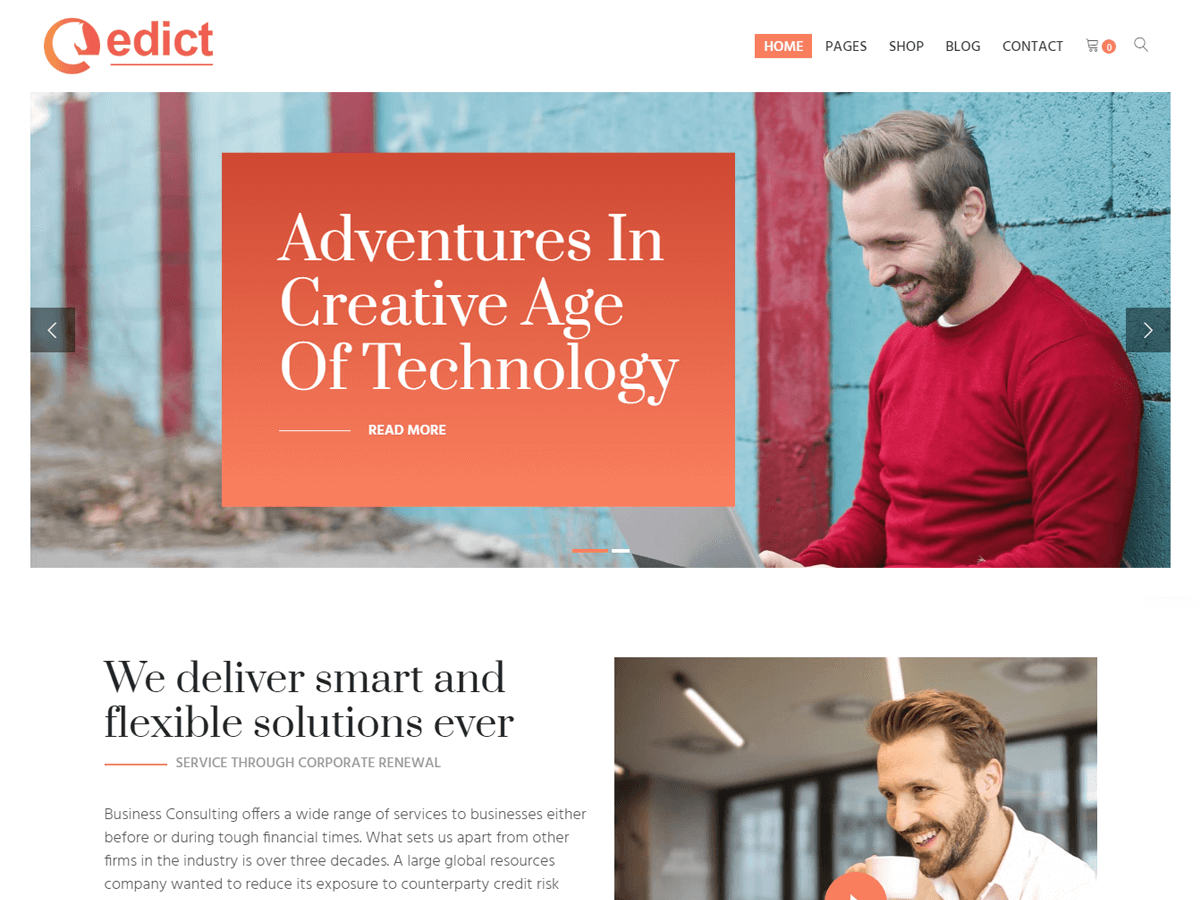 edict
HOME PAGES SHOP BLOG CONTACT 0
Adventures In
Creative Age
Of Technology
READ MORE
We deliver smart and
flexible solutions ever
SERVICE THROUGH CORPORATE RENEWAL
Business Consulting offers a wide range of services to businesses either
before or during tough financial times. What sets us apart from other
firms in the industry is over three decades. A large global resources
company wanted to reduce its exposure to counterparty credit risk